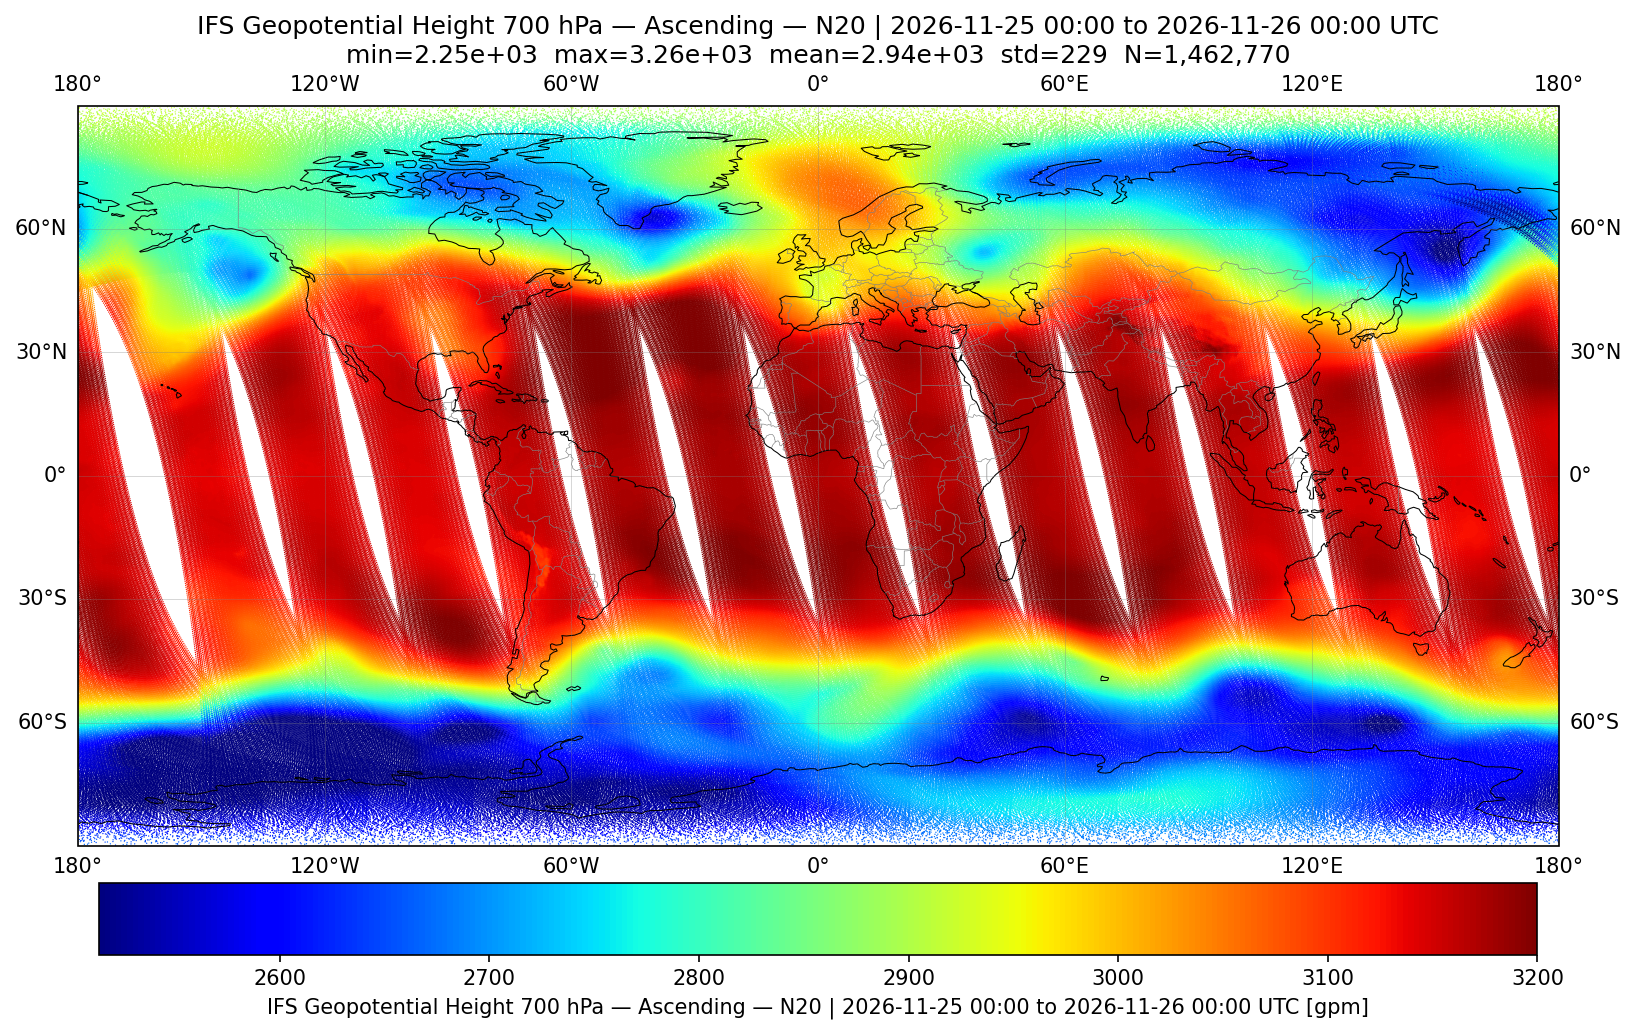 IFS Geopotential Height 700 hPa — Ascending — N20 | 2026-11-25 00:00 to 2026-11-26 00:00 UTC
min=2.25e+03  max=3.26e+03  mean=2.94e+03  std=229  N=1,462,770
180° 120°W 60°W 0° 60°E 120°E 180°
60°N 60°N
30°N 30°N
0° 0°
30°S 30°S
60°S 60°S
180° 120°W 60°W 0° 60°E 120°E 180°
2600 2700 2800 2900 3000 3100 3200
IFS Geopotential Height 700 hPa — Ascending — N20 | 2026-11-25 00:00 to 2026-11-26 00:00 UTC [gpm]